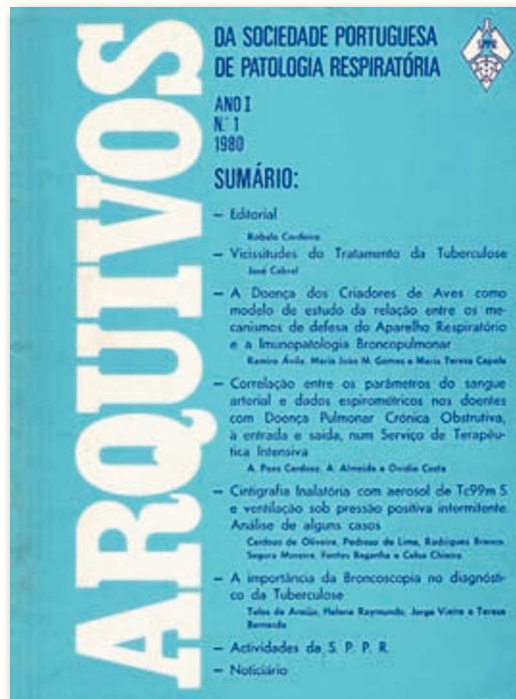 ARQUIVOS
DA SOCIEDADE PORTUGUESA
DE PATOLOGIA RESPIRATÓRIA
ANO I
N.º 1
1980
SUMÁRIO:
— Editorial
Robalo Cordeiro
— Vicissitudes do Tratamento da Tuberculose
José Cabral
— A Doença dos Criadores de Aves como
modelo de estudo da relação entre os me-
canismos de defesa do Aparelho Respiratório
e a Imunopatologia Broncopulmonar
Ramiro Ávila, Maria João M. Gomes e Maria Teresa Capela
— Correlação entre os parâmetros do sangue
arterial e dados espirométricos nos doentes
com Doença Pulmonar Crónica Obstrutiva,
à entrada e saída, num Serviço de Terapêu-
tica Intensiva
A. Paes Cardoso, A. Almeida e Ovídio Costa
— Cintigrafia Inalatória com aerosol de Tc99m S
e ventilação sob pressão positiva intermitente.
Análise de alguns casos
Cardoso de Oliveira, Pedroso de Lima, Rodrigues Branco,
Segorbe Moreira, Fontes Baganha e Celso Chieira
— A importância da Broncoscopia no diagnósti-
co da Tuberculose
Teles de Araújo, Helena Raymundo, Jorge Vieira e Teresa
Bernardo
— Actividades da S. P. P. R.
— Noticiário